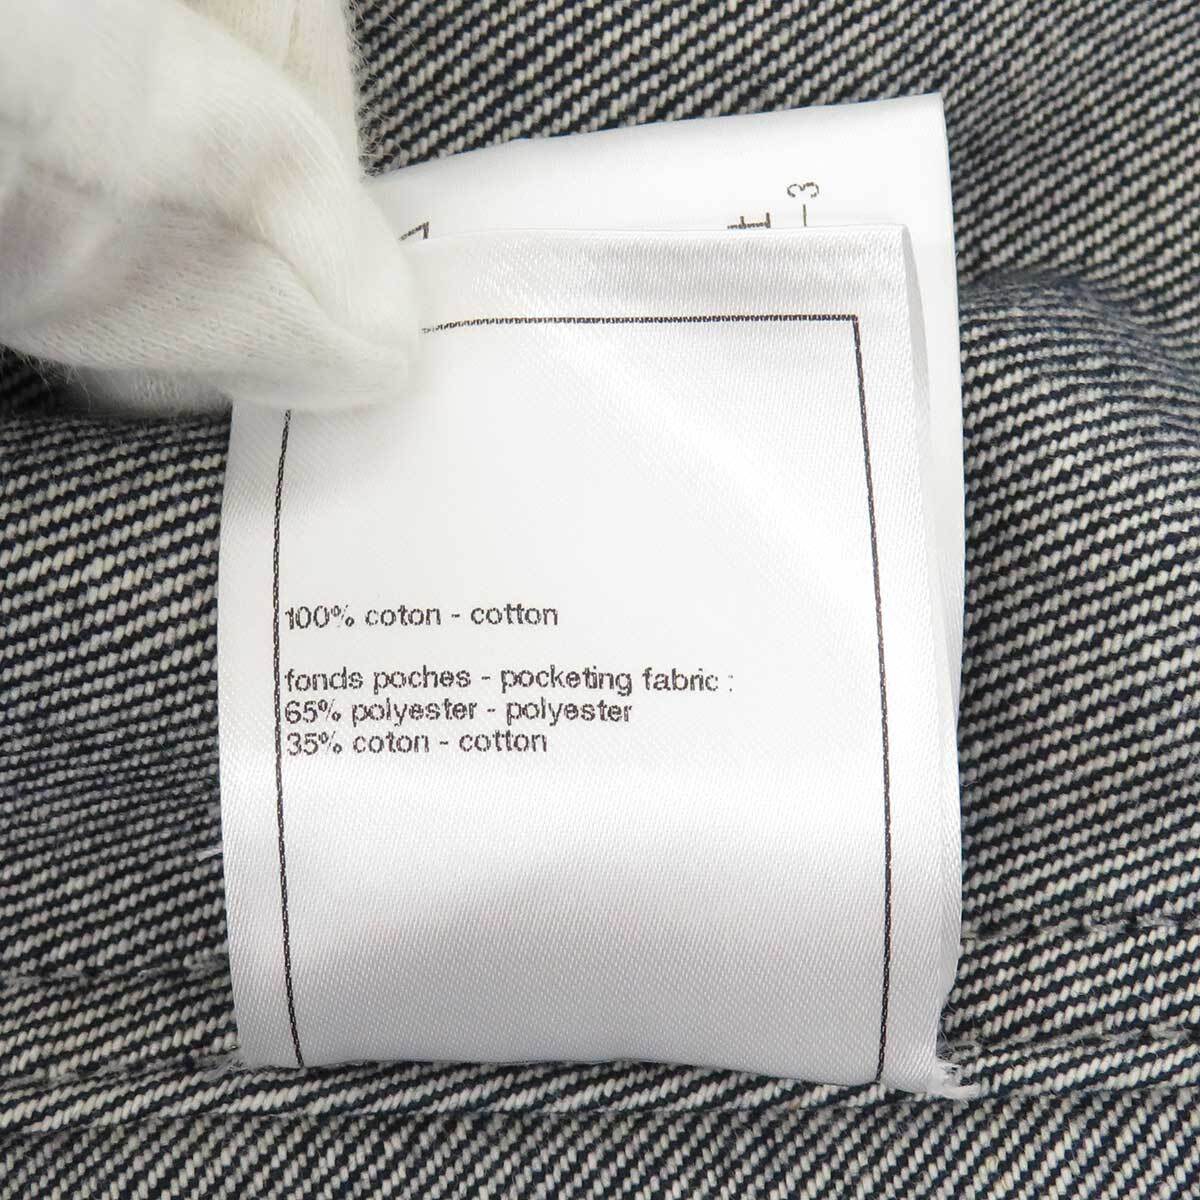 100% coton - cotton
fonds poches - pocketing fabric :
65% polyester - polyester
35% coton - cotton